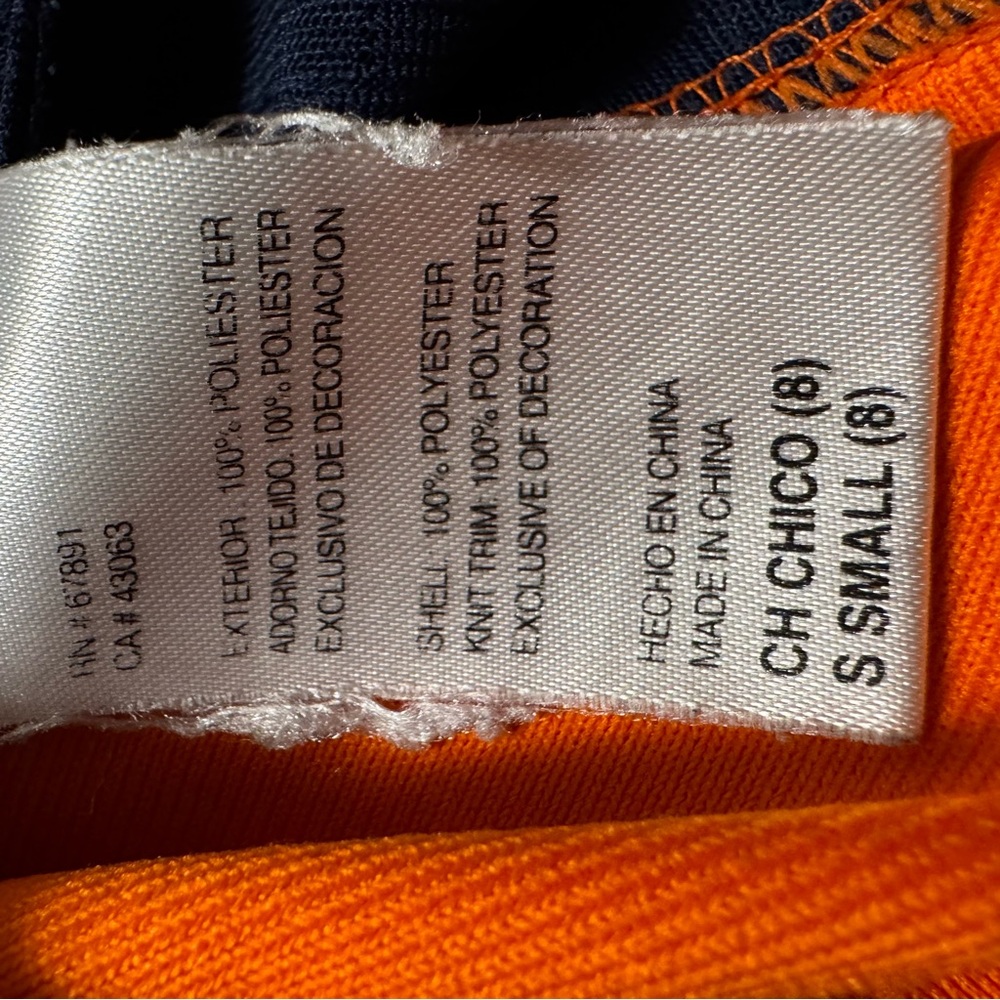 RN # 67891
CA # 43063
EXTERIOR: 100% POLIESTER
ADORNO TEJIDO: 100% POLIESTER
EXCLUSIVO DE DECORACION
SHELL: 100% POLYESTER
KNIT TRIM: 100% POLYESTER
EXCLUSIVE OF DECORATION
HECHO EN CHINA
MADE IN CHINA
CH CHICO (8)
S SMALL (8)